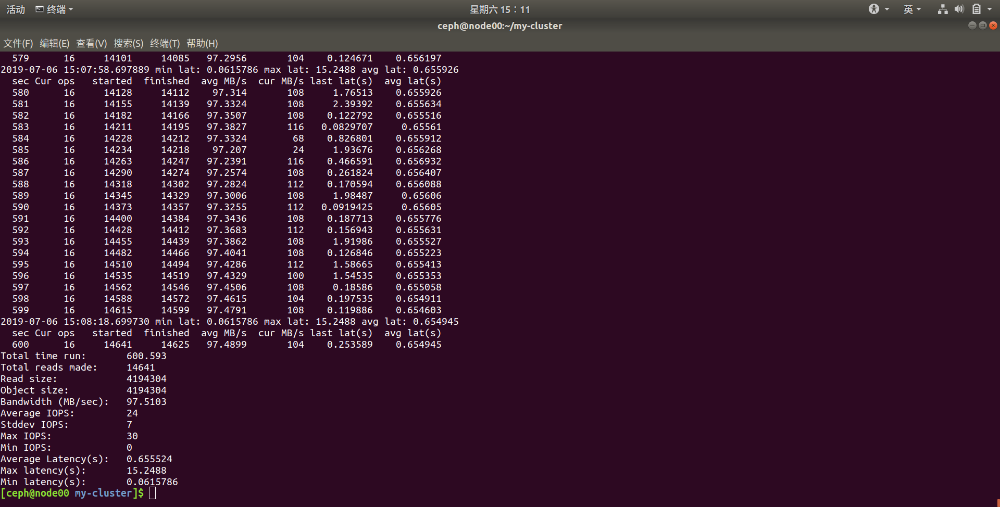 活动 终端 星期六 15：11 英
ceph@node00:~/my-cluster
文件(F) 编辑(E) 查看(V) 搜索(S) 终端(T) 帮助(H)
579 16 14101 14085 97.2956 104 0.124671 0.656197
2019-07-06 15:07:58.697889 min lat: 0.0615786 max lat: 15.2488 avg lat: 0.655926
sec Cur ops started finished avg MB/s cur MB/s last lat(s) avg lat(s)
580 16 14128 14112 97.314 108 1.76513 0.655926
581 16 14155 14139 97.3324 108 2.39392 0.655634
582 16 14182 14166 97.3507 108 0.122792 0.655516
583 16 14211 14195 97.3827 116 0.0829707 0.65561
584 16 14228 14212 97.3324 68 0.826801 0.655912
585 16 14234 14218 97.207 24 1.93676 0.656268
586 16 14263 14247 97.2391 116 0.466591 0.656932
587 16 14290 14274 97.2574 108 0.261824 0.656407
588 16 14318 14302 97.2824 112 0.170594 0.656088
589 16 14345 14329 97.3006 108 1.98487 0.65606
590 16 14373 14357 97.3255 112 0.0919425 0.65605
591 16 14400 14384 97.3436 108 0.187713 0.655776
592 16 14428 14412 97.3683 112 0.156943 0.655631
593 16 14455 14439 97.3862 108 1.91986 0.655527
594 16 14482 14466 97.4041 108 0.126846 0.655223
595 16 14510 14494 97.4286 112 1.58665 0.655413
596 16 14535 14519 97.4329 100 1.54535 0.655353
597 16 14562 14546 97.4506 108 0.18586 0.655058
598 16 14588 14572 97.4615 104 0.197535 0.654911
599 16 14615 14599 97.4791 108 0.119886 0.654603
2019-07-06 15:08:18.699730 min lat: 0.0615786 max lat: 15.2488 avg lat: 0.654945
sec Cur ops started finished avg MB/s cur MB/s last lat(s) avg lat(s)
600 16 14641 14625 97.4899 104 0.253589 0.654945
Total time run: 600.593
Total reads made: 14641
Read size: 4194304
Object size: 4194304
Bandwidth (MB/sec): 97.5103
Average IOPS: 24
Stddev IOPS: 7
Max IOPS: 30
Min IOPS: 0
Average Latency(s): 0.655524
Max latency(s): 15.2488
Min latency(s): 0.0615786
[ceph@node00 my-cluster]$